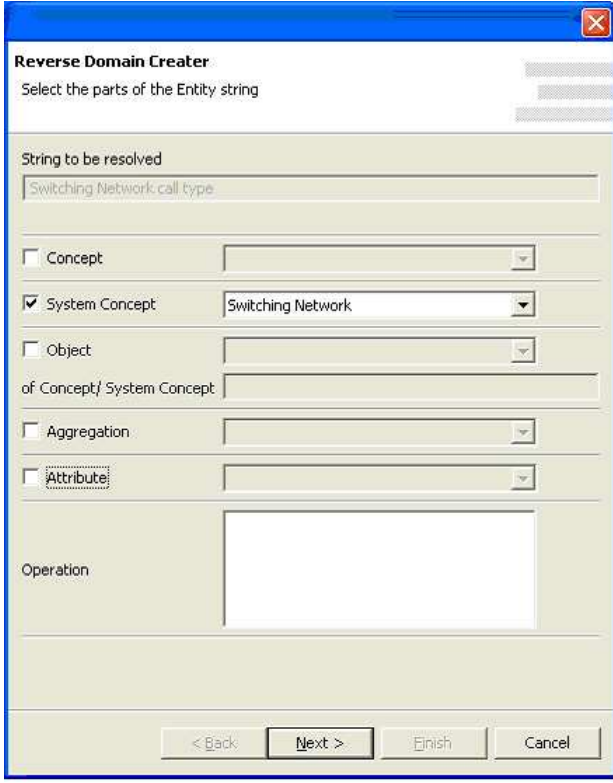 Reverse Domain Creater
Select the parts of the Entity string
String to be resolved
Switching Network call type
Concept
System Concept
Switching Network
Object
of Concept/ System Concept
Aggregation
Attribute
Operation
< Back
Next >
Finish
Cancel